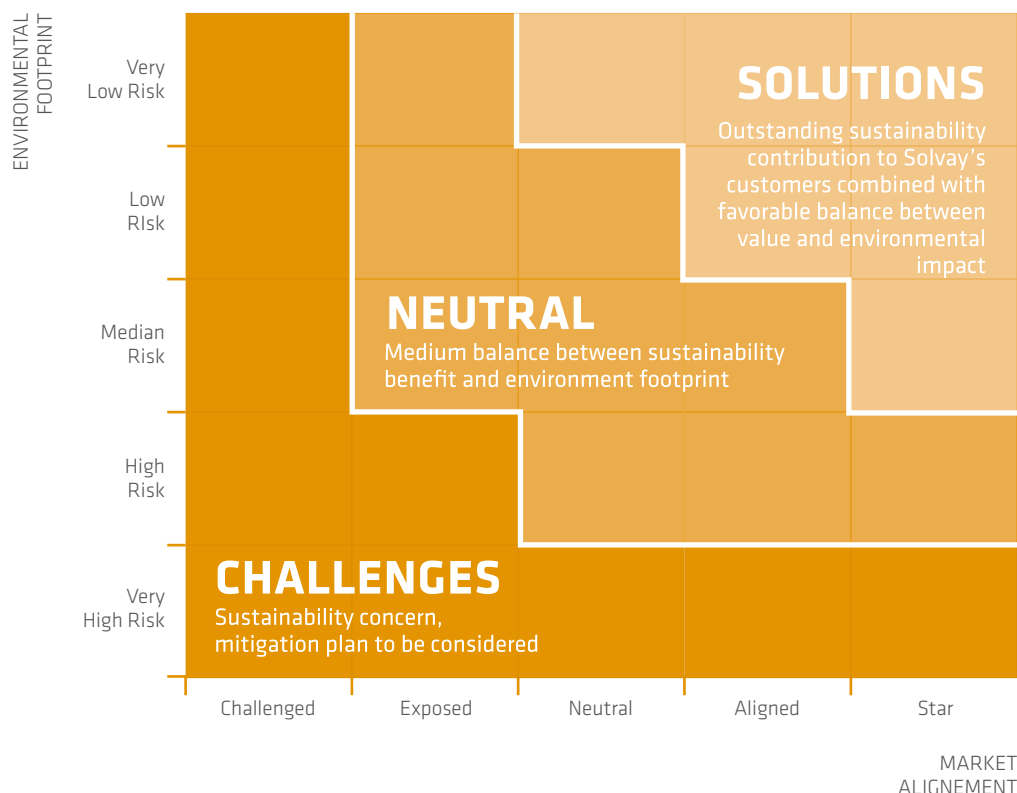 ENVIRONMENTAL
FOOTPRINT
Very
Low Risk
SOLUTIONS
Outstanding sustainability
contribution to Solvay's
customers combined with
favorable balance between
value and environmental
impact
Low
RIsk
Median
Risk
NEUTRAL
Medium balance between sustainability
benefit and environment footprint
High
Risk
Very
High Risk
CHALLENGES
Sustainability concern,
mitigation plan to be considered
Challenged
Exposed
Neutral
Aligned
Star
MARKET
ALIGNEMENT